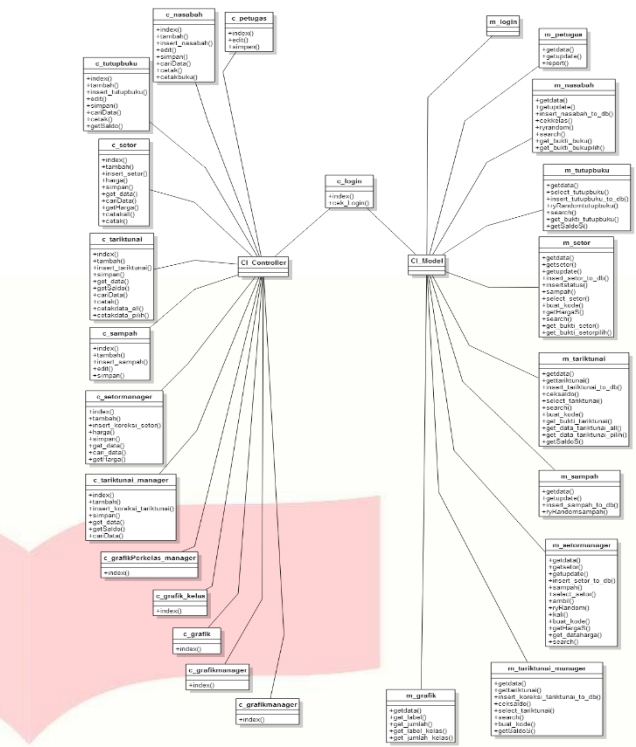 c_nasabah
+index()
+tambah()
+insert_nasabah()
+edit()
+simpan()
+cariData()
+cetak()
+cetakbuku()
c_petugas
+index()
+edit()
+simpan()
c_tutupbuku
+index()
+tambah()
+insert_tutupbuku()
+edit()
+simpan()
+cariData()
+cetak()
+getSaldo()
c_setor
+index()
+tambah()
+insert_setor()
+harga()
+simpan()
+get_data()
+cariData()
+getHarga()
+cetakall()
+cetak()
c_tariktunai
+index()
+tambah()
+insert_tariktunai()
+simpan()
+get_data()
+getSaldo()
+cariData()
+cetak()
+cetakdata_all()
+cetakdata_pilih()
c_sampah
+index()
+tambah()
+insert_sampah()
+edit()
+simpan()
c_setormanager
+index()
+tambah()
+insert_koreksi_setor()
+harga()
+simpan()
+get_data()
+cari_data()
+getHarga()
c_tariktunai_manager
+index()
+tambah()
+insert_koreksi_tariktunai()
+simpan()
+get_data()
+getSaldo()
+cariData()
c_grafikPerkelas_manager
+index()
c_grafik_kelas
+index()
c_grafik
+index()
c_grafikmanager
+index()
c_grafikmanager
+index()
CI_Controller
c_login
+index()
+cek_Login()
CI_Model
m_login
m_petugas
+getdata()
+getupdate()
+report()
m_nasabah
+getdata()
+getupdate()
+insert_nasabah_to_db()
+cekkelas()
+ryrandom()
+search()
+get_bukti_buku()
+get_bukti_bukupilih()
m_tutupbuku
+getdata()
+select_tutupbuku()
+insert_tutupbuku_to_db()
+ryRandomtutupbuku()
+search()
+get_bukti_tutupbuku()
+getSaldoS()
m_setor
+getdata()
+getsetor()
+getupdate()
+insert_setor_to_db()
+insertstatus()
+sampah()
+select_setor()
+buat_kode()
+getHargaS()
+search()
+get_bukti_setor()
+get_bukti_setorpilih()
m_tariktunai
+getdata()
+gettariktunai()
+insert_tariktunai_to_db()
+ceksaldo()
+select_tariktunai()
+search()
+buat_kode()
+get_bukti_tariktunai()
+get_data_tariktunai_all()
+get_data_tariktunai_pilih()
+getSaldoS()
m_sampah
+getdata()
+getupdate()
+insert_sampah_to_db()
+ryRandomsampah()
m_setormanager
+getdata()
+getsetor()
+getupdate()
+insert_setor_to_db()
+sampah()
+select_setor()
+ambil()
+ryRandom()
+kali()
+buat_kode()
+getHargaS()
+get_dataharga()
+search()
m_tariktunai_manager
+getdata()
+gettariktunai()
+insert_koreksi_tariktunai_to_db()
+ceksaldo()
+select_tariktunai()
+search()
+buat_kode()
+getSaldoS()
m_grafik
+getdata()
+get_label()
+get_jumlah()
+get_label_kelas()
+get_jumlah_kelas()